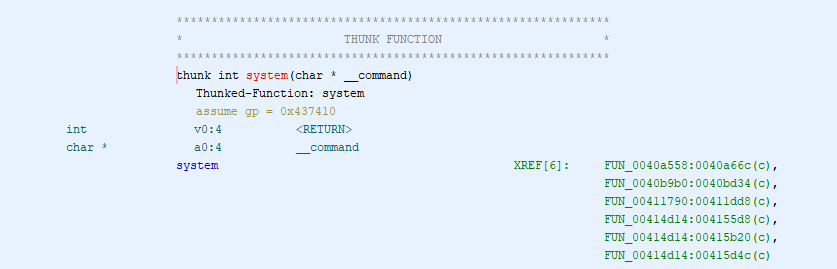 **************************************************************
* THUNK FUNCTION *
**************************************************************
thunk int system(char * __command)
Thunked-Function: system
assume gp = 0x437410
int v0:4 <RETURN>
char * a0:4 __command
system XREF[6]: FUN_0040a558:0040a66c(c),
FUN_0040b9b0:0040bd34(c),
FUN_00411790:00411dd8(c),
FUN_00414d14:004155d8(c),
FUN_00414d14:00415b20(c),
FUN_00414d14:00415d4c(c)